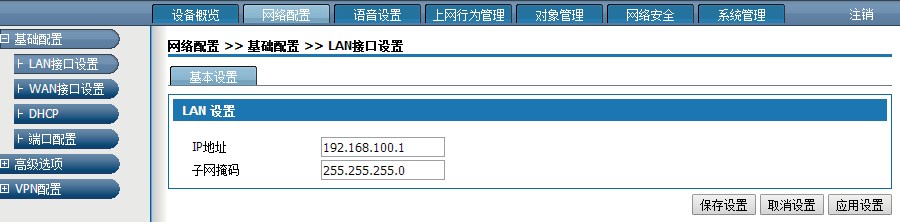 设备概览 网络配置 语音设置 上网行为管理 对象管理 网络安全 系统管理 注销
基础配置
LAN接口设置
WAN接口设置
DHCP
端口配置
高级选项
VPN配置
网络配置 >> 基础配置 >> LAN接口设置
基本设置
LAN 设置
IP地址 192.168.100.1
子网掩码 255.255.255.0
保存设置 取消设置 应用设置